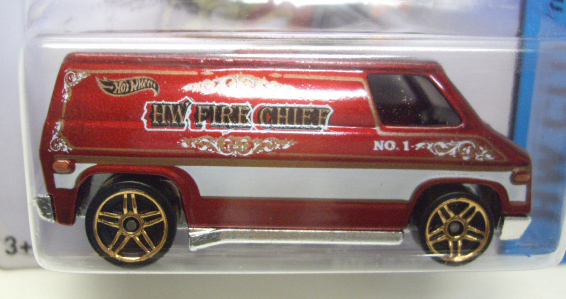 Hot Wheels
HW FIRE CHIEF
NO. 1
3+